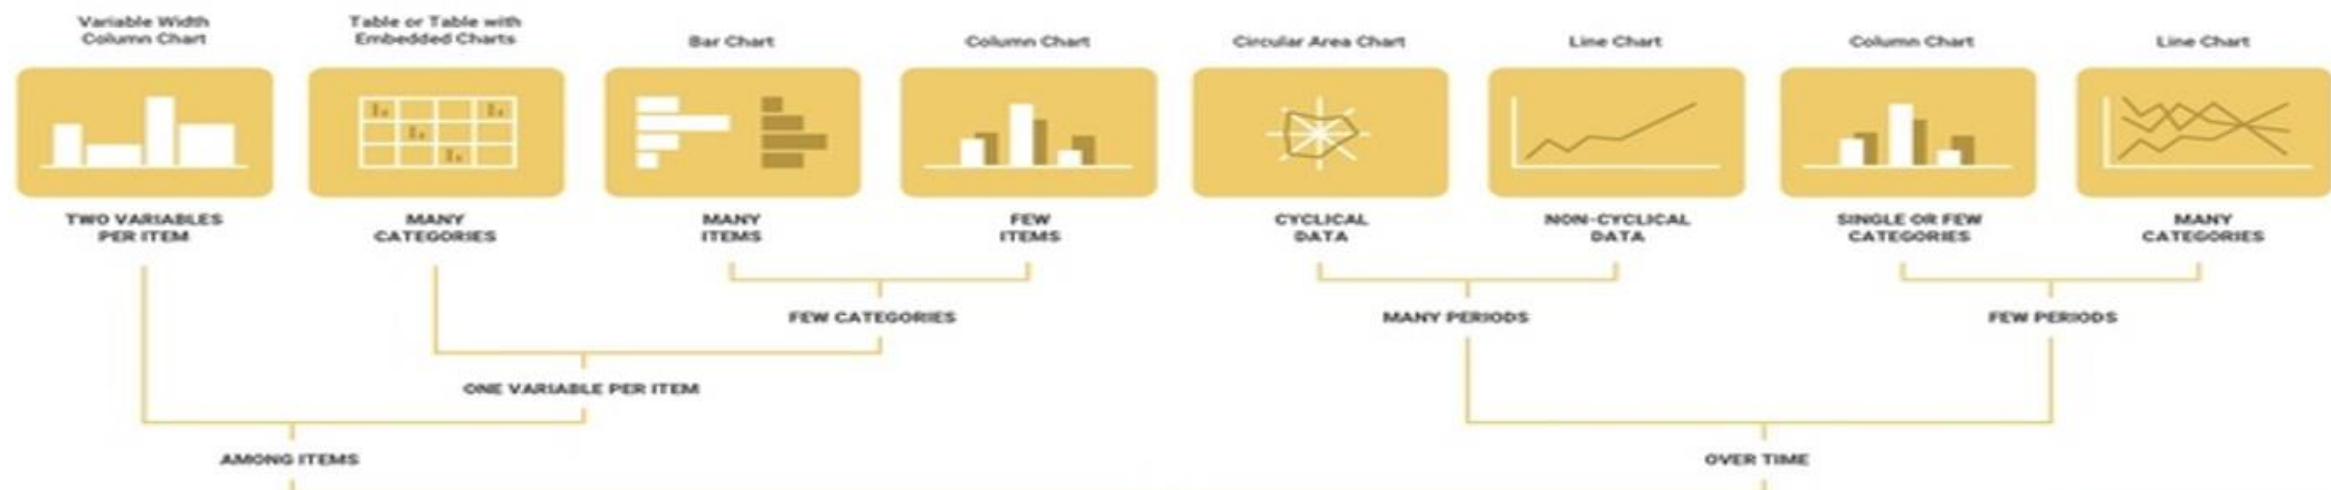 Variable Width
Column Chart
Table or Table with
Embedded Charts
Bar Chart
Column Chart
Circular Area Chart
Line Chart
Column Chart
Line Chart
TWO VARIABLES
PER ITEM
MANY
CATEGORIES
MANY
ITEMS
FEW
ITEMS
CYCLICAL
DATA
NON-CYCLICAL
DATA
SINGLE OR FEW
CATEGORIES
MANY
CATEGORIES
FEW CATEGORIES
MANY PERIODS
FEW PERIODS
ONE VARIABLE PER ITEM
AMONG ITEMS
OVER TIME